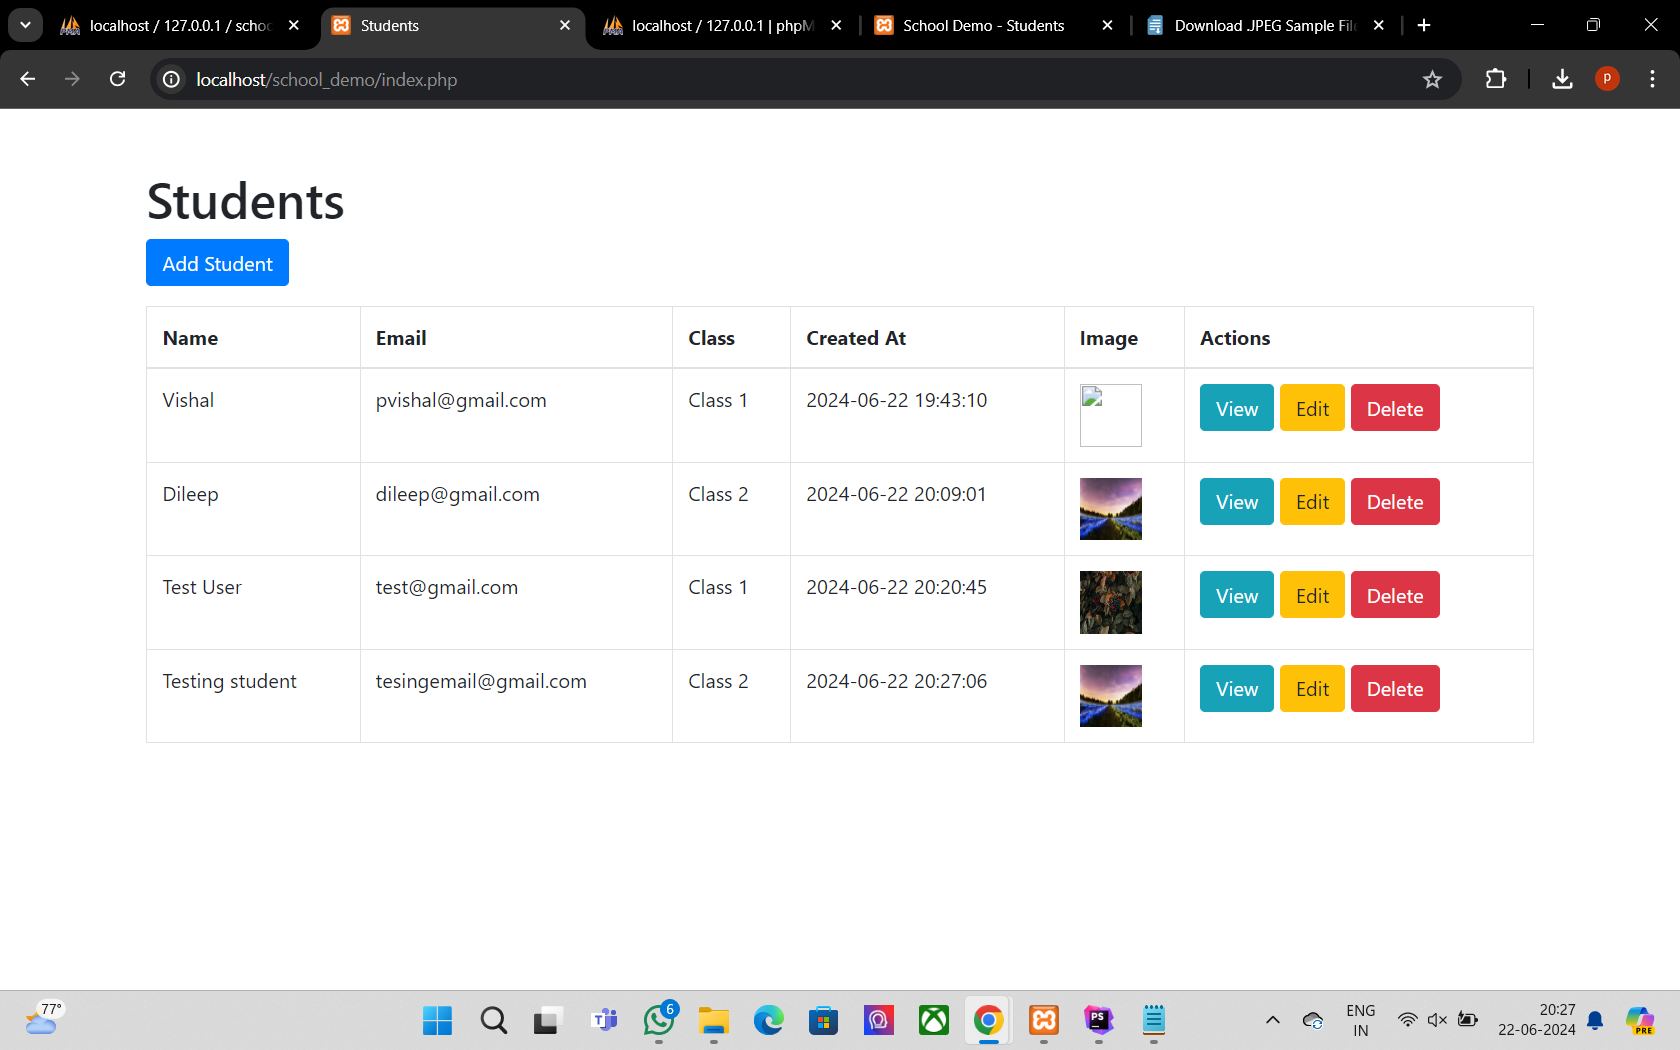 localhost / 127.0.0.1 / schoo
Students
localhost / 127.0.0.1 | phpM
School Demo - Students
Download .JPEG Sample File
localhost/school_demo/index.php
P
Students
Add Student
Name Email Class Created At Image Actions
Vishal pvishal@gmail.com Class 1 2024-06-22 19:43:10 View Edit Delete
Dileep dileep@gmail.com Class 2 2024-06-22 20:09:01 View Edit Delete
Test User test@gmail.com Class 1 2024-06-22 20:20:45 View Edit Delete
Testing student tesingemail@gmail.com Class 2 2024-06-22 20:27:06 View Edit Delete
77°
6
PS
ENG
IN
20:27
22-06-2024
PRE